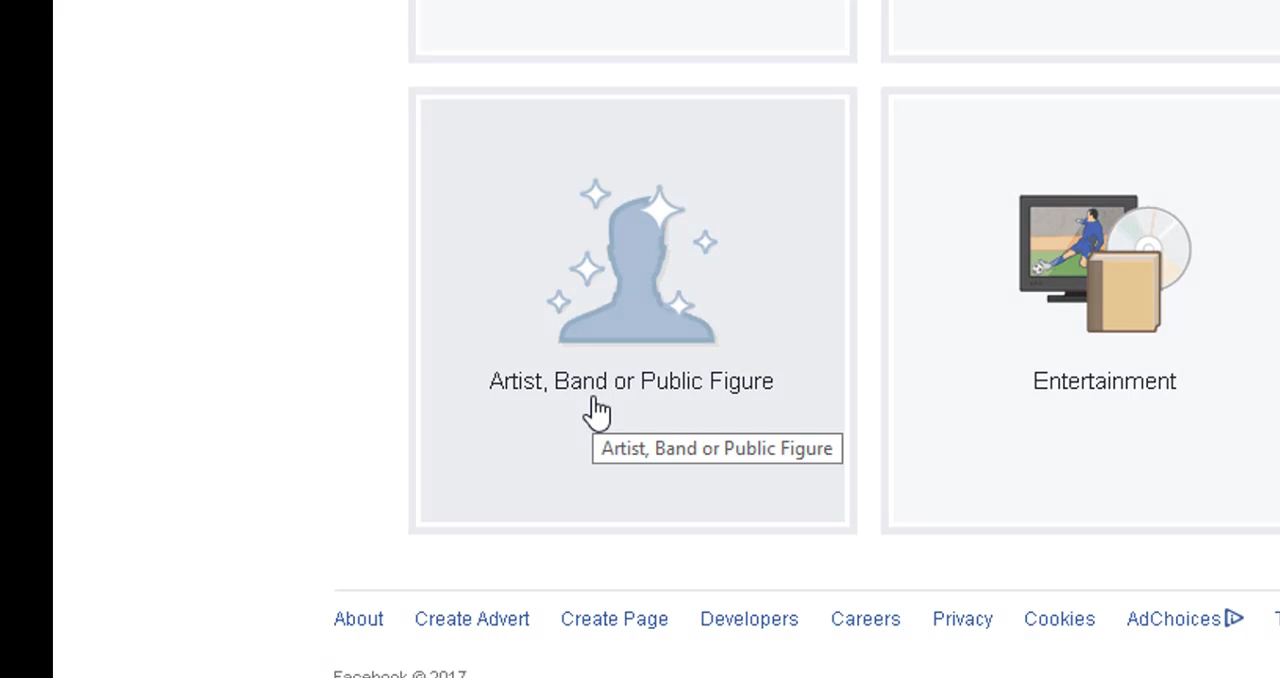 Artist, Band or Public Figure
Entertainment
Artist, Band or Public Figure
About Create Advert Create Page Developers Careers Privacy Cookies AdChoices
Facebook © 2017